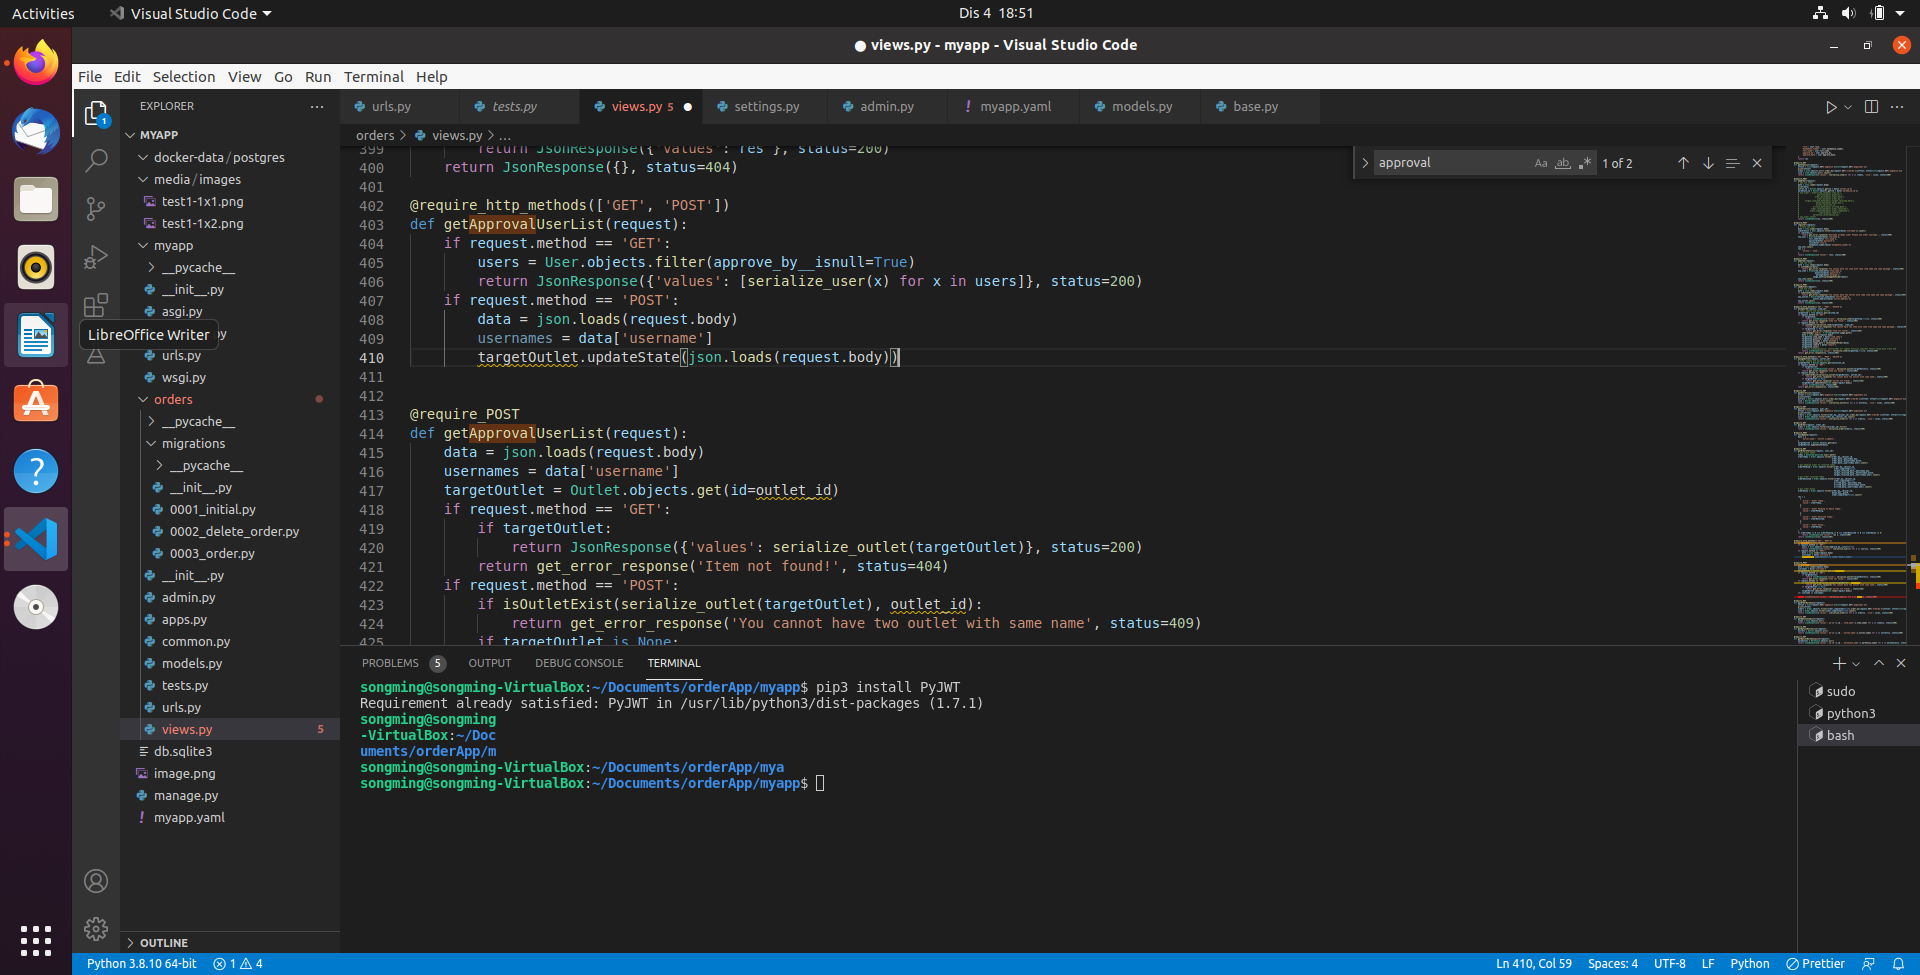 Activities
Visual Studio Code
Dis 4 18:51
views.py - myapp - Visual Studio Code
File Edit Selection View Go Run Terminal Help
EXPLORER
MYAPP
docker-data / postgres
media / images
test1-1x1.png
test1-1x2.png
myapp
__pycache__
__init__.py
asgi.py
LibreOffice Writer
urls.py
wsgi.py
orders
__pycache__
migrations
__pycache__
__init__.py
0001_initial.py
0002_delete_order.py
0003_order.py
__init__.py
admin.py
apps.py
common.py
models.py
tests.py
urls.py
views.py 5
db.sqlite3
image.png
manage.py
myapp.yaml
OUTLINE
urls.py
tests.py
views.py 5
settings.py
admin.py
myapp.yaml
models.py
base.py
orders > views.py > ...
approval
Aa ab .*
1 of 2
399 return JsonResponse({'values': res }, status=200)
400 return JsonResponse({}, status=404)
401
402 @require_http_methods(['GET', 'POST'])
403 def getApprovalUserList(request):
404 if request.method == 'GET':
405 users = User.objects.filter(approve_by__isnull=True)
406 return JsonResponse({'values': [serialize_user(x) for x in users]}, status=200)
407 if request.method == 'POST':
408 data = json.loads(request.body)
409 usernames = data['username']
410 targetOutlet.updateState(json.loads(request.body))
411
412
413 @require_POST
414 def getApprovalUserList(request):
415 data = json.loads(request.body)
416 usernames = data['username']
417 targetOutlet = Outlet.objects.get(id=outlet_id)
418 if request.method == 'GET':
419 if targetOutlet:
420 return JsonResponse({'values': serialize_outlet(targetOutlet)}, status=200)
421 return get_error_response('Item not found!', status=404)
422 if request.method == 'POST':
423 if isOutletExist(serialize_outlet(targetOutlet), outlet_id):
424 return get_error_response('You cannot have two outlet with same name', status=409)
425 if targetOutlet is None:
PROBLEMS 5 OUTPUT DEBUG CONSOLE TERMINAL
songming@songming-VirtualBox:~/Documents/orderApp/myapp$ pip3 install PyJWT
Requirement already satisfied: PyJWT in /usr/lib/python3/dist-packages (1.7.1)
songming@songming
-VirtualBox:~/Doc
uments/orderApp/m
songming@songming-VirtualBox:~/Documents/orderApp/mya
songming@songming-VirtualBox:~/Documents/orderApp/myapp$
sudo
python3
bash
Python 3.8.10 64-bit 1 4
Ln 410, Col 59 Spaces: 4 UTF-8 LF Python Prettier